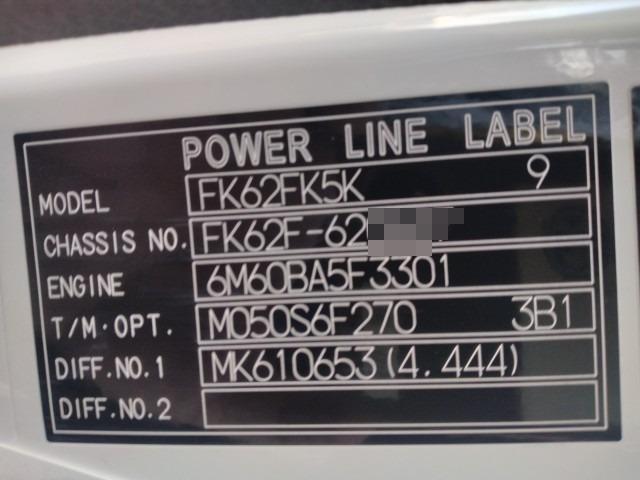 POWER LINE LABEL
MODEL FK62FK5K 9
CHASSIS NO. FK62F-62
ENGINE 6M60BA5F3301
T/M·OPT. M050S6F270 3B1
DIFF.NO.1 MK610653(4.444)
DIFF.NO.2